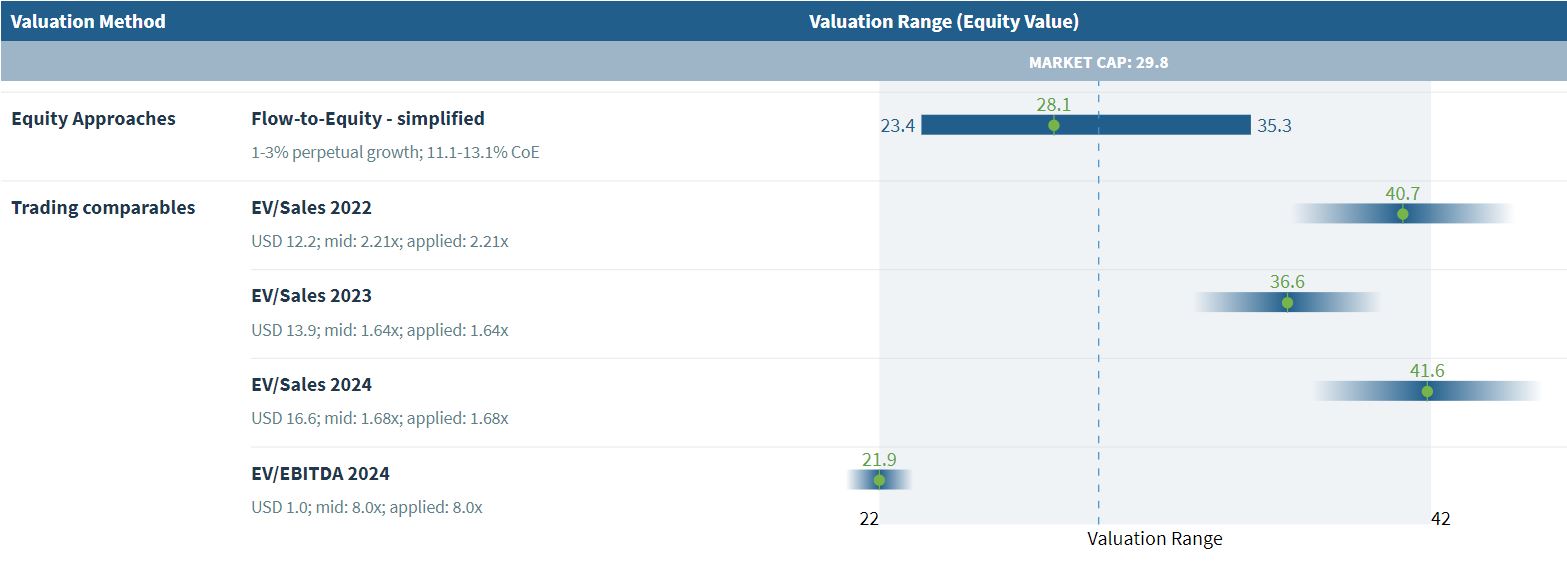 Valuation Method
Valuation Range (Equity Value)
MARKET CAP: 29.8
Equity Approaches
Flow-to-Equity - simplified
1-3% perpetual growth; 11.1-13.1% CoE
28.1
23.4
35.3
Trading comparables
EV/Sales 2022
USD 12.2; mid: 2.21x; applied: 2.21x
40.7
EV/Sales 2023
USD 13.9; mid: 1.64x; applied: 1.64x
36.6
EV/Sales 2024
USD 16.6; mid: 1.68x; applied: 1.68x
41.6
EV/EBITDA 2024
USD 1.0; mid: 8.0x; applied: 8.0x
21.9
22
42
Valuation Range